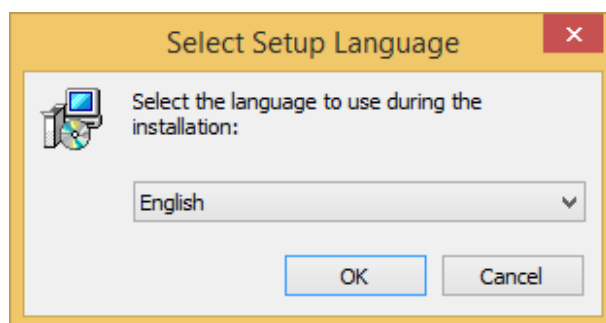 Select Setup Language
Select the language to use during the
installation:
English
OK
Cancel